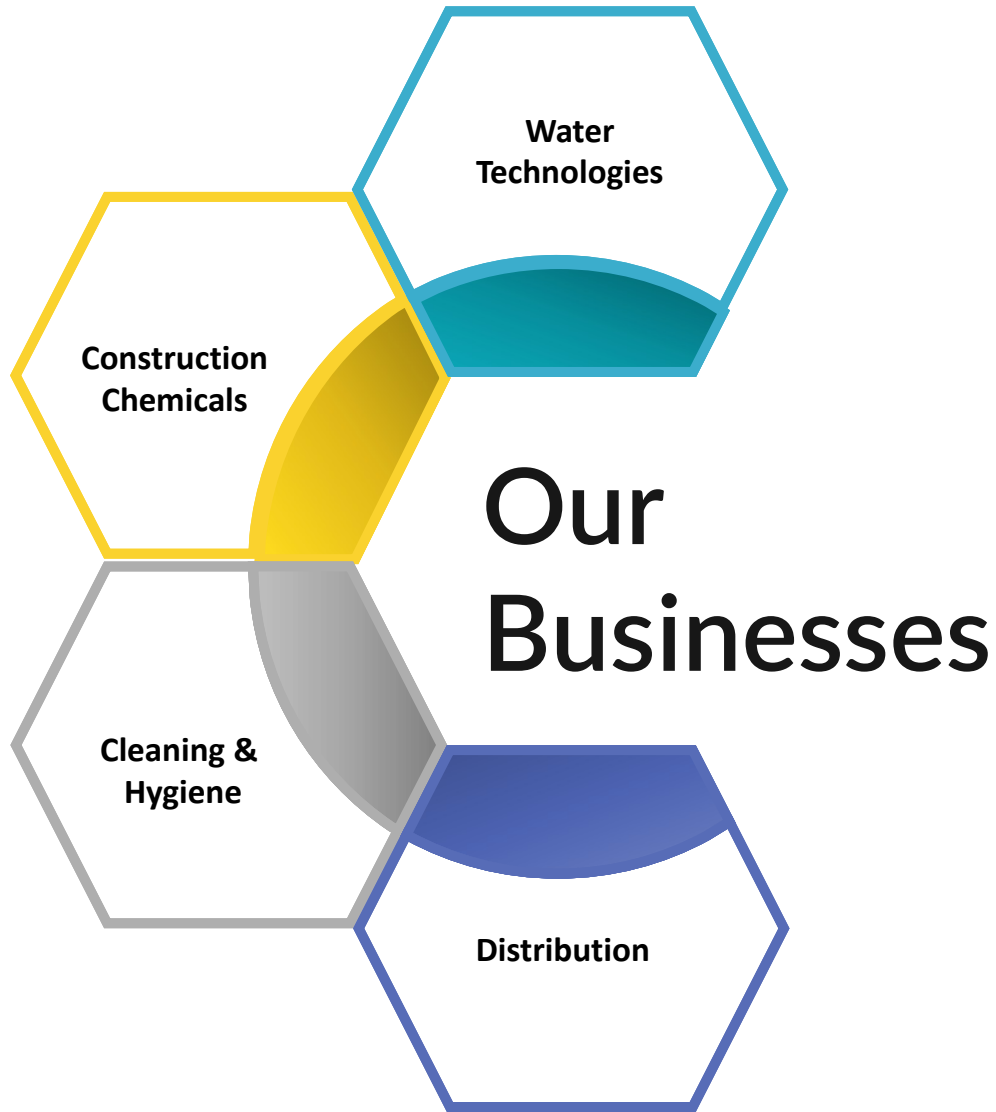 Water
Technologies
Construction
Chemicals
Our
Businesses
Cleaning &
Hygiene
Distribution